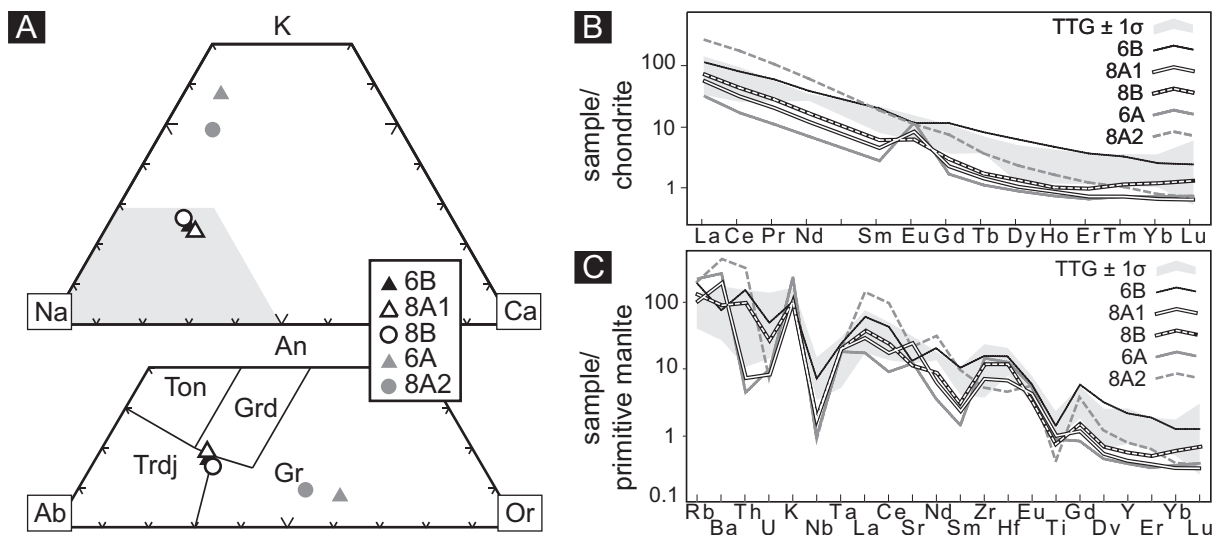 A
K
Na
Ca
6B
8A1
8B
6A
8A2
An
Ton
Grd
Trdj
Gr
Ab
Or
B
sample/
chondrite
100
10
1
TTG ± 1σ
6B
8A1
8B
6A
8A2
La Ce Pr Nd Sm Eu Gd Tb Dy Ho Er Tm Yb Lu
C
sample/
primitive manlte
100
10
1
0.1
TTG ± 1σ
6B
8A1
8B
6A
8A2
Rb Th K Ta Ce Nd Zr Eu Gd Y Yb
Ba U Nb La Sr Sm Hf Ti Dy Er Lu